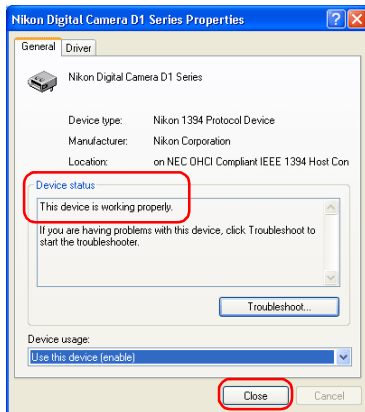 Nikon Digital Camera D1 Series Properties
General Driver
Nikon Digital Camera D1 Series
Device type: Nikon 1394 Protocol Device
Manufacturer: Nikon Corporation
Location: on NEC OHCI Compliant IEEE 1394 Host Con
Device status
This device is working properly.
If you are having problems with this device, click Troubleshoot to
start the troubleshooter.
Troubleshoot...
Device usage:
Use this device (enable)
Close Cancel